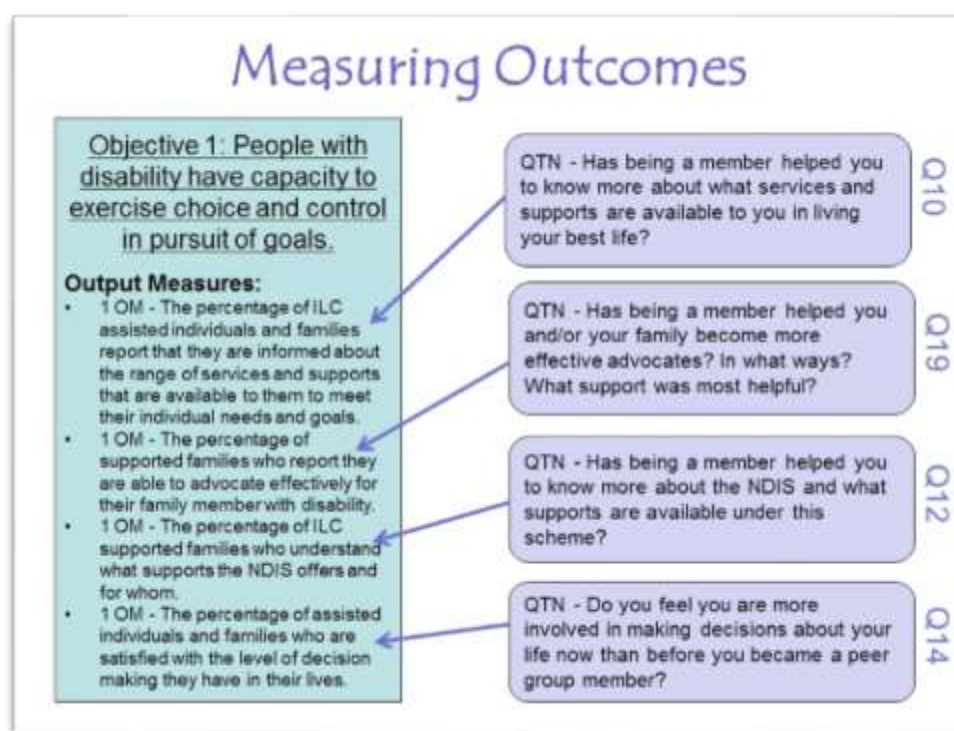 Measuring Outcomes
Objective 1: People with
disability have capacity to
exercise choice and control
in pursuit of goals.
Output Measures:
• 1 OM - The percentage of ILC
assisted individuals and families
report that they are informed about
the range of services and supports
that are available to them to meet
their individual needs and goals.
• 1 OM - The percentage of
supported families who report they
are able to advocate effectively for
their family member with disability.
• 1 OM - The percentage of ILC
supported families who understand
what supports the NDIS offers and
for whom.
• 1 OM - The percentage of assisted
individuals and families who are
satisfied with the level of decision
making they have in their lives.
QTN - Has being a member helped you
to know more about what services and
supports are available to you in living
your best life?
Q10
QTN - Has being a member helped you
and/or your family become more
effective advocates? In what ways?
What support was most helpful?
Q19
QTN - Has being a member helped you
to know more about the NDIS and what
supports are available under this
scheme?
Q12
QTN - Do you feel you are more
involved in making decisions about your
life now than before you became a peer
group member?
Q14